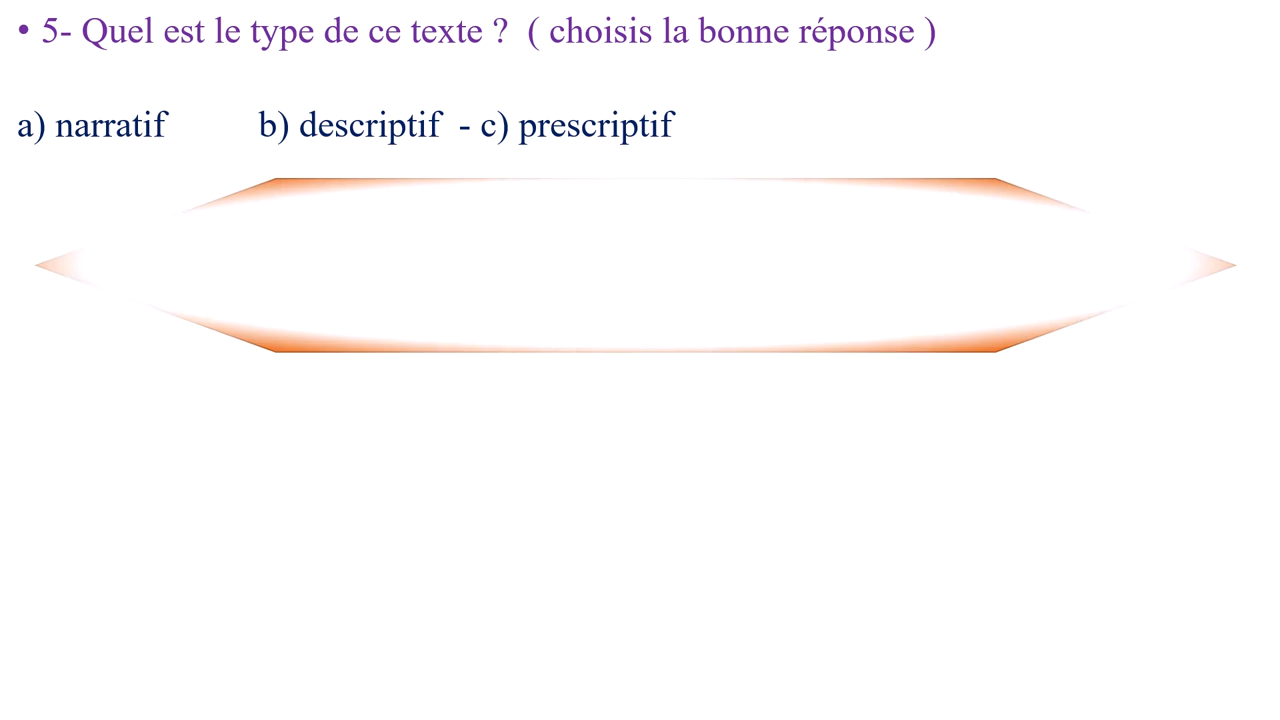 • 5- Quel est le type de ce texte ?  ( choisis la bonne réponse )
a) narratif          b) descriptif  - c) prescriptif